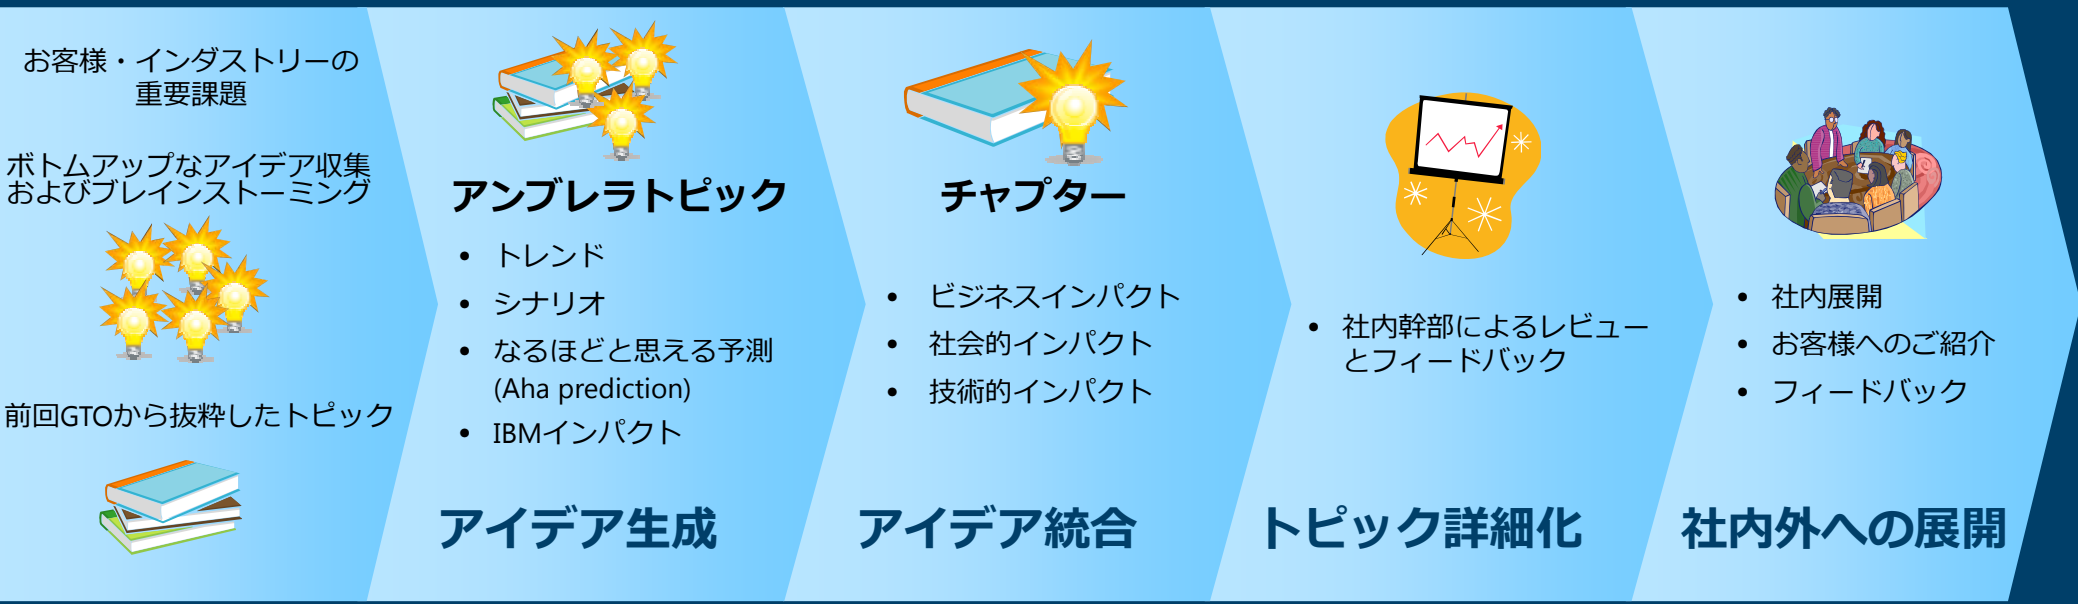 お客様・インダストリーの
重要課題
ボトムアップなアイデア収集
およびブレインストーミング
前回GTOから抜粋したトピック
アンブレラトピック
• トレンド
• シナリオ
• なるほどと思える予測
(Aha prediction)
• IBMインパクト
アイデア生成
チャプター
• ビジネスインパクト
• 社会的インパクト
• 技術的インパクト
アイデア統合
• 社内幹部によるレビュー
とフィードバック
トピック詳細化
• 社内展開
• お客様へのご紹介
• フィードバック
社内外への展開